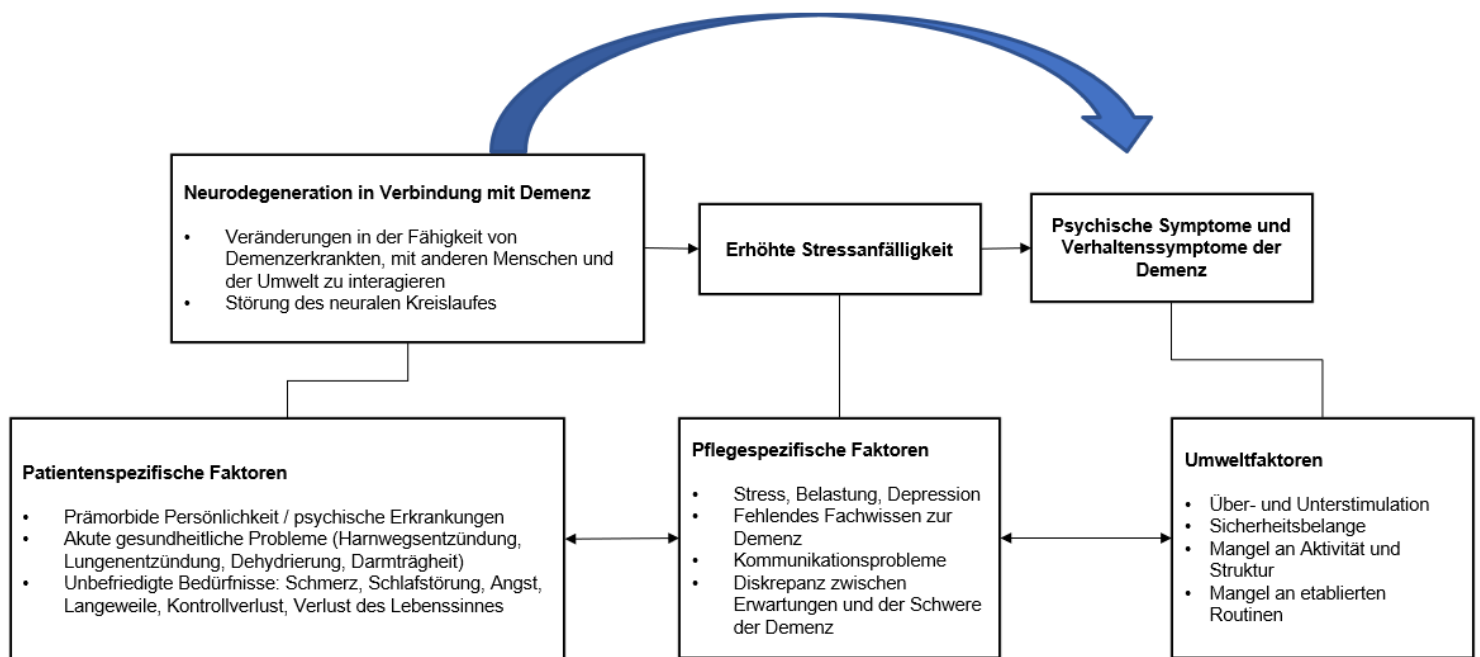 Neurodegeneration in Verbindung mit Demenz
• Veränderungen in der Fähigkeit von
Demenzerkrankten, mit anderen Menschen und
der Umwelt zu interagieren
• Störung des neuralen Kreislaufes
Erhöhte Stressanfälligkeit
Psychische Symptome und
Verhaltenssymptome der
Demenz
Patientenspezifische Faktoren
• Prämorbide Persönlichkeit / psychische Erkrankungen
• Akute gesundheitliche Probleme (Harnwegsentzündung,
Lungenentzündung, Dehydrierung, Darmträgheit)
• Unbefriedigte Bedürfnisse: Schmerz, Schlafstörung, Angst,
Langeweile, Kontrollverlust, Verlust des Lebenssinnes
Pflegespezifische Faktoren
• Stress, Belastung, Depression
• Fehlendes Fachwissen zur
Demenz
• Kommunikationsprobleme
• Diskrepanz zwischen
Erwartungen und der Schwere
der Demenz
Umweltfaktoren
• Über- und Unterstimulation
• Sicherheitsbelange
• Mangel an Aktivität und
Struktur
• Mangel an etablierten
Routinen